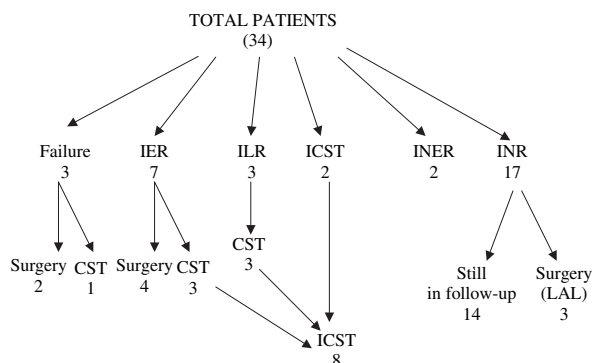 TOTAL PATIENTS
(34)
Failure IER ILR ICST INER INR
3 7 3 2 2 17
CST
3
Surgery CST Surgery CST
2 1 4 3
Still in follow-up
14
Surgery (LAL)
3
ICST
8